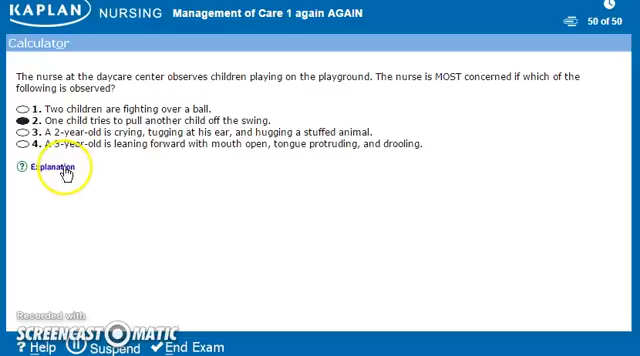 KAPLAN NURSING Management of Care 1 again AGAIN 50 of 50
Calculator
The nurse at the daycare center observes children playing on the playground. The nurse is MOST concerned if which of the
following is observed?
1. Two children are fighting over a ball.
2. One child tries to pull another child off the swing.
3. A 2-year-old is crying, tugging at his ear, and hugging a stuffed animal.
4. A 3-year-old is leaning forward with mouth open, tongue protruding, and drooling.
? Explanation
Recorded with
SCREENCAST MATIC
? Help Suspend End Exam